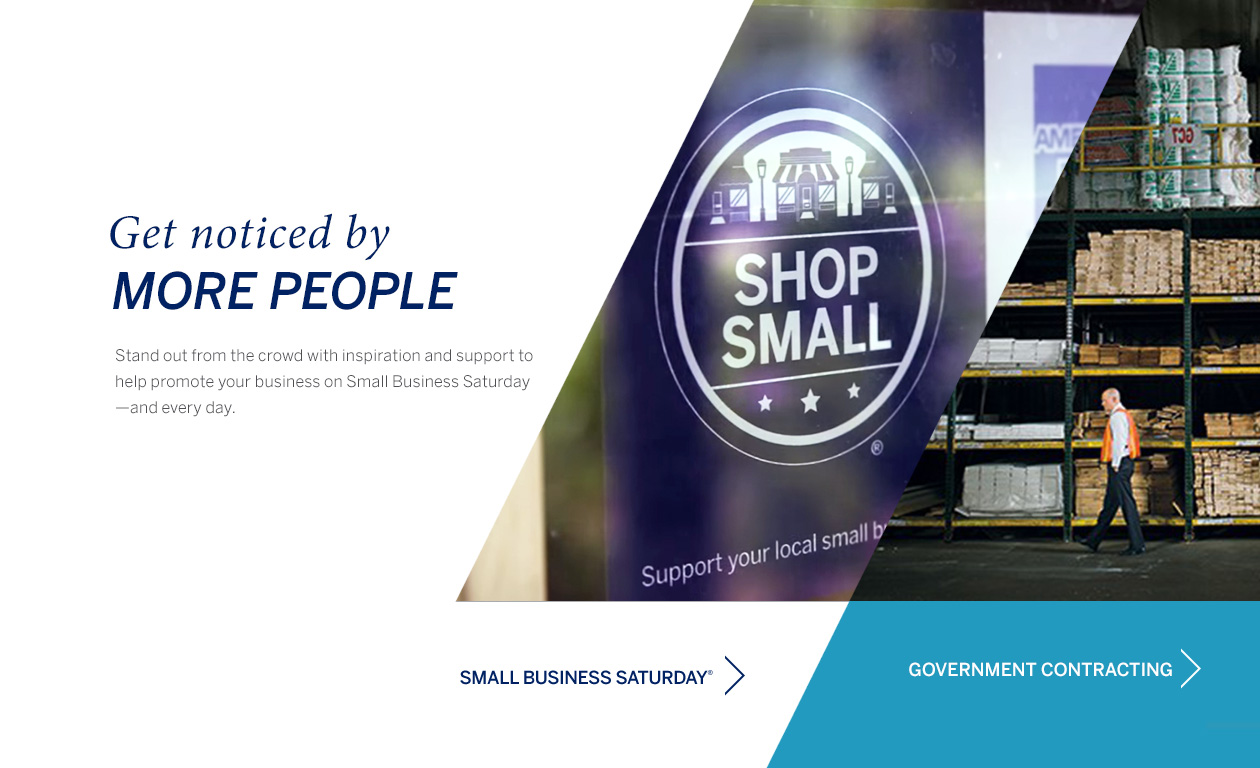 Get noticed by
MORE PEOPLE
Stand out from the crowd with inspiration and support to
help promote your business on Small Business Saturday
—and every day.
SHOP
SMALL
®
Support your local small
SMALL BUSINESS SATURDAY®
GOVERNMENT CONTRACTING